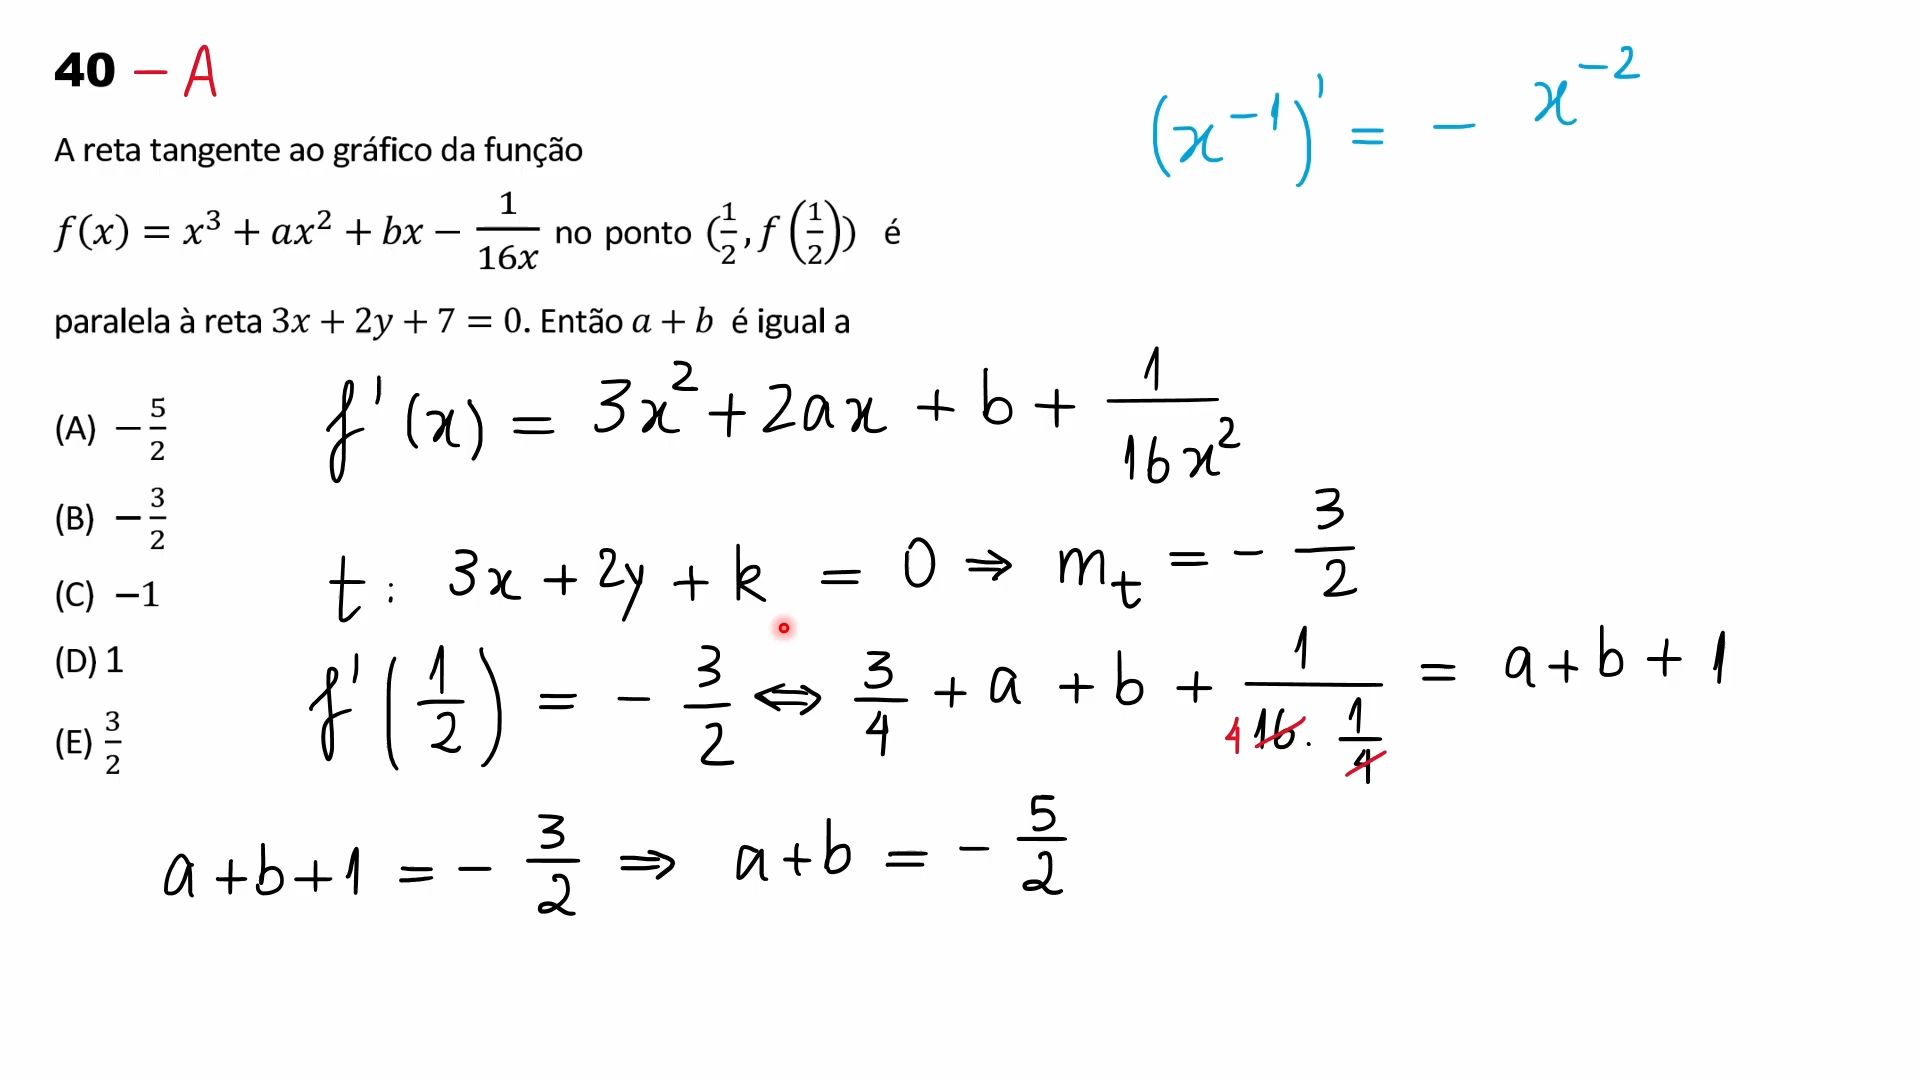 40 – A
(x⁻¹)' = – x⁻²
A reta tangente ao gráfico da função
f(x) = x³ + ax² + bx − 1/(16x) no ponto (1/2, f(1/2)) é
paralela à reta 3x + 2y + 7 = 0. Então a + b é igual a
(A) −5/2
(B) −3/2
(C) −1
(D) 1
(E) 3/2
f'(x) = 3x² + 2ax + b + 1/(16x²)
t: 3x + 2y + k = 0 ⇒ m_t = – 3/2
f'(1/2) = – 3/2 ⇔ 3/4 + a + b + 1/(4 16 · 1/4) = a + b + 1
a + b + 1 = – 3/2 ⇒ a + b = – 5/2